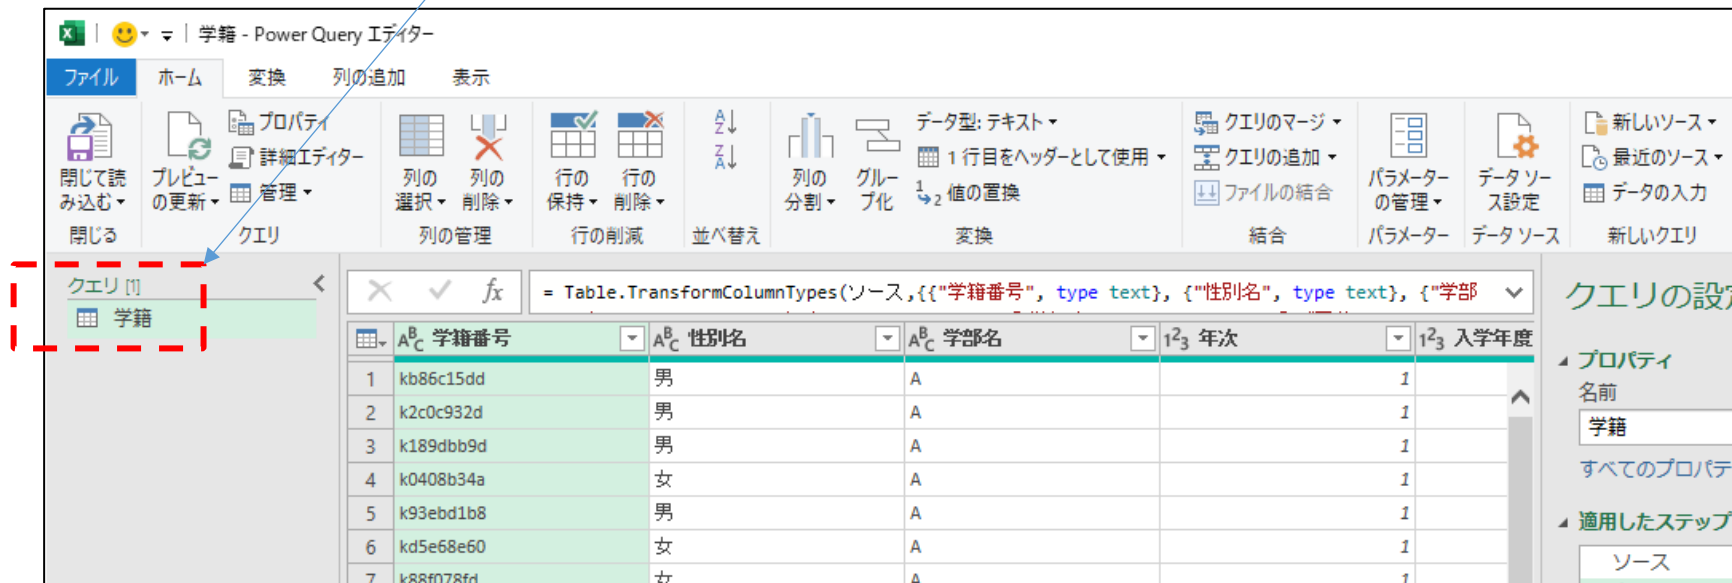 学籍 - Power Query エディター
ファイル ホーム 変換 列の追加 表示
閉じて読み込む
閉じる
プレビューの更新
プロパティ
詳細エディター
管理
クエリ
列の選択
列の削除
列の管理
行の保持
行の削除
行の削減
並べ替え
列の分割
グループ化
データ型: テキスト
1 行目をヘッダーとして使用
値の置換
変換
クエリのマージ
クエリの追加
ファイルの結合
結合
パラメーターの管理
パラメーター
データ ソース設定
データ ソース
新しいソース
最近のソース
データの入力
新しいクエリ
クエリ [1]
学籍
= Table.TransformColumnTypes(ソース,{{"学籍番号", type text}, {"性別名", type text}, {"学部
学籍番号 性別名 学部名 年次 入学年度
1 kb86c15dd 男 A 1
2 k2c0c932d 男 A 1
3 k189dbb9d 男 A 1
4 k0408b34a 女 A 1
5 k93ebd1b8 男 A 1
6 kd5e68e60 女 A 1
7 k88f078fd 女 A 1
クエリの設
プロパティ
名前
学籍
すべてのプロパテ
適用したステップ
ソース